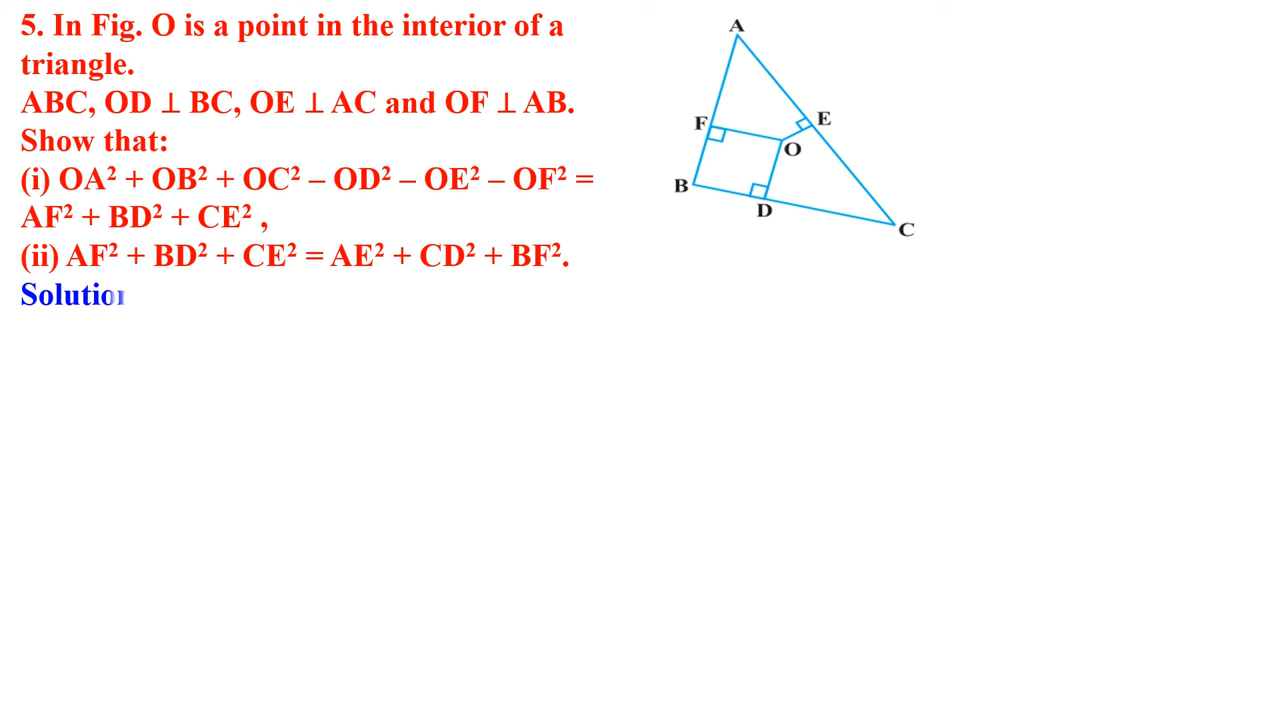 5. In Fig. O is a point in the interior of a
triangle.
ABC, OD ⊥ BC, OE ⊥ AC and OF ⊥ AB.
Show that:
(i) OA² + OB² + OC² – OD² – OE² – OF² =
AF² + BD² + CE² ,
(ii) AF² + BD² + CE² = AE² + CD² + BF².
Solution
A
F
E
O
B
D
C